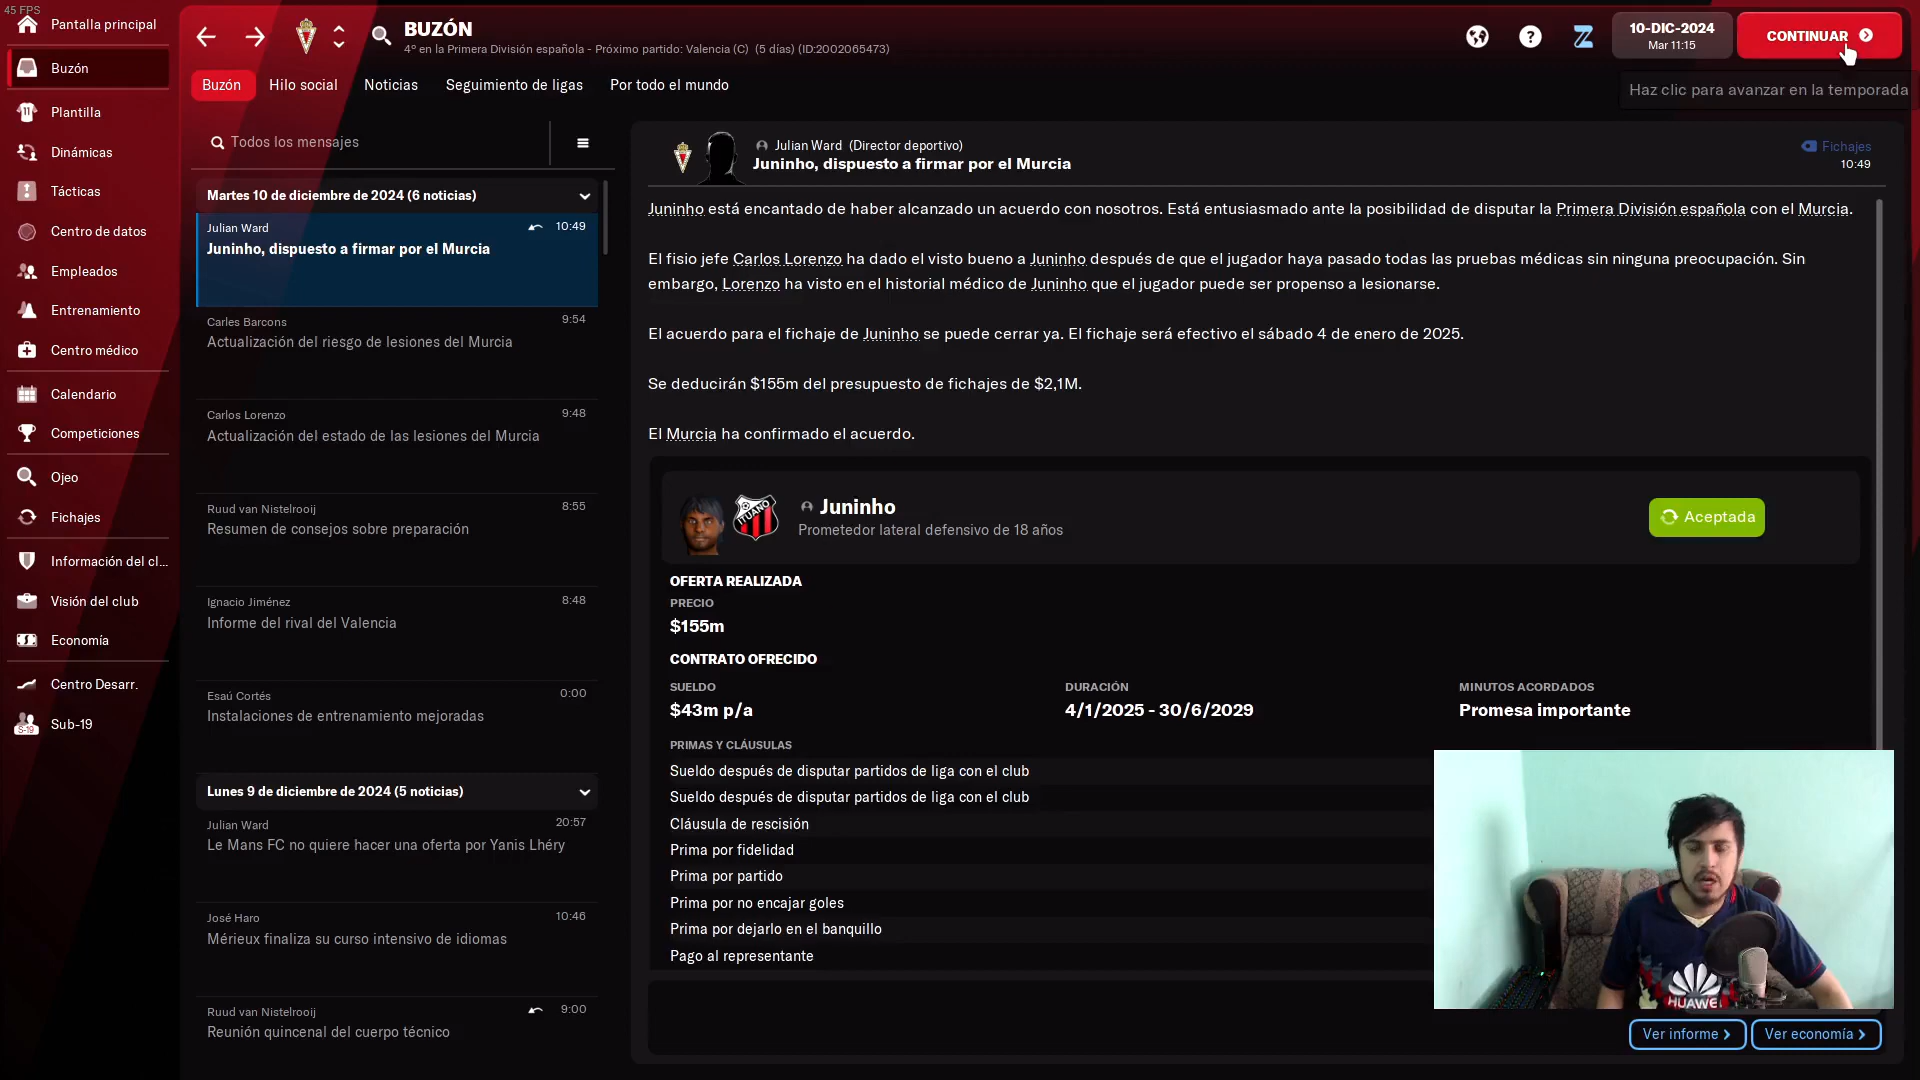 45 FPS
Pantalla principal
Buzón
Plantilla
Dinámicas
Tácticas
Centro de datos
Empleados
Entrenamiento
Centro médico
Calendario
Competiciones
Ojeo
Fichajes
Información del cl...
Visión del club
Economía
Centro Desarr.
S-19
Sub-19
BUZÓN
4º en la Primera División española - Próximo partido: Valencia (C) (5 días) (ID:2002065473)
10-DIC-2024
Mar 11:15
CONTINUAR
Haz clic para avanzar en la temporada
Buzón
Hilo social
Noticias
Seguimiento de ligas
Por todo el mundo
Todos los mensajes
Martes 10 de diciembre de 2024 (6 noticias)
Julian Ward 10:49
Juninho, dispuesto a firmar por el Murcia
Carles Barcons 9:54
Actualización del riesgo de lesiones del Murcia
Carlos Lorenzo 9:48
Actualización del estado de las lesiones del Murcia
Ruud van Nistelrooij 8:55
Resumen de consejos sobre preparación
Ignacio Jiménez 8:48
Informe del rival del Valencia
Esaú Cortés 0:00
Instalaciones de entrenamiento mejoradas
Lunes 9 de diciembre de 2024 (5 noticias)
Julian Ward 20:57
Le Mans FC no quiere hacer una oferta por Yanis Lhéry
José Haro 10:46
Mérieux finaliza su curso intensivo de idiomas
Ruud van Nistelrooij 9:00
Reunión quincenal del cuerpo técnico
Julian Ward (Director deportivo)
Juninho, dispuesto a firmar por el Murcia
Fichajes
10:49
Juninho está encantado de haber alcanzado un acuerdo con nosotros. Está entusiasmado ante la posibilidad de disputar la Primera División española con el Murcia.
El fisio jefe Carlos Lorenzo ha dado el visto bueno a Juninho después de que el jugador haya pasado todas las pruebas médicas sin ninguna preocupación. Sin
embargo, Lorenzo ha visto en el historial médico de Juninho que el jugador puede ser propenso a lesionarse.
El acuerdo para el fichaje de Juninho se puede cerrar ya. El fichaje será efectivo el sábado 4 de enero de 2025.
Se deducirán $155m del presupuesto de fichajes de $2,1M.
El Murcia ha confirmado el acuerdo.
ITUANO
Juninho
Prometedor lateral defensivo de 18 años
Aceptada
OFERTA REALIZADA
PRECIO
$155m
CONTRATO OFRECIDO
SUELDO
$43m p/a
DURACIÓN
4/1/2025 - 30/6/2029
MINUTOS ACORDADOS
Promesa importante
PRIMAS Y CLÁUSULAS
Sueldo después de disputar partidos de liga con el club
Sueldo después de disputar partidos de liga con el club
Cláusula de rescisión
Prima por fidelidad
Prima por partido
Prima por no encajar goles
Prima por dejarlo en el banquillo
Pago al representante
HUAWEI
Ver informe
Ver economía